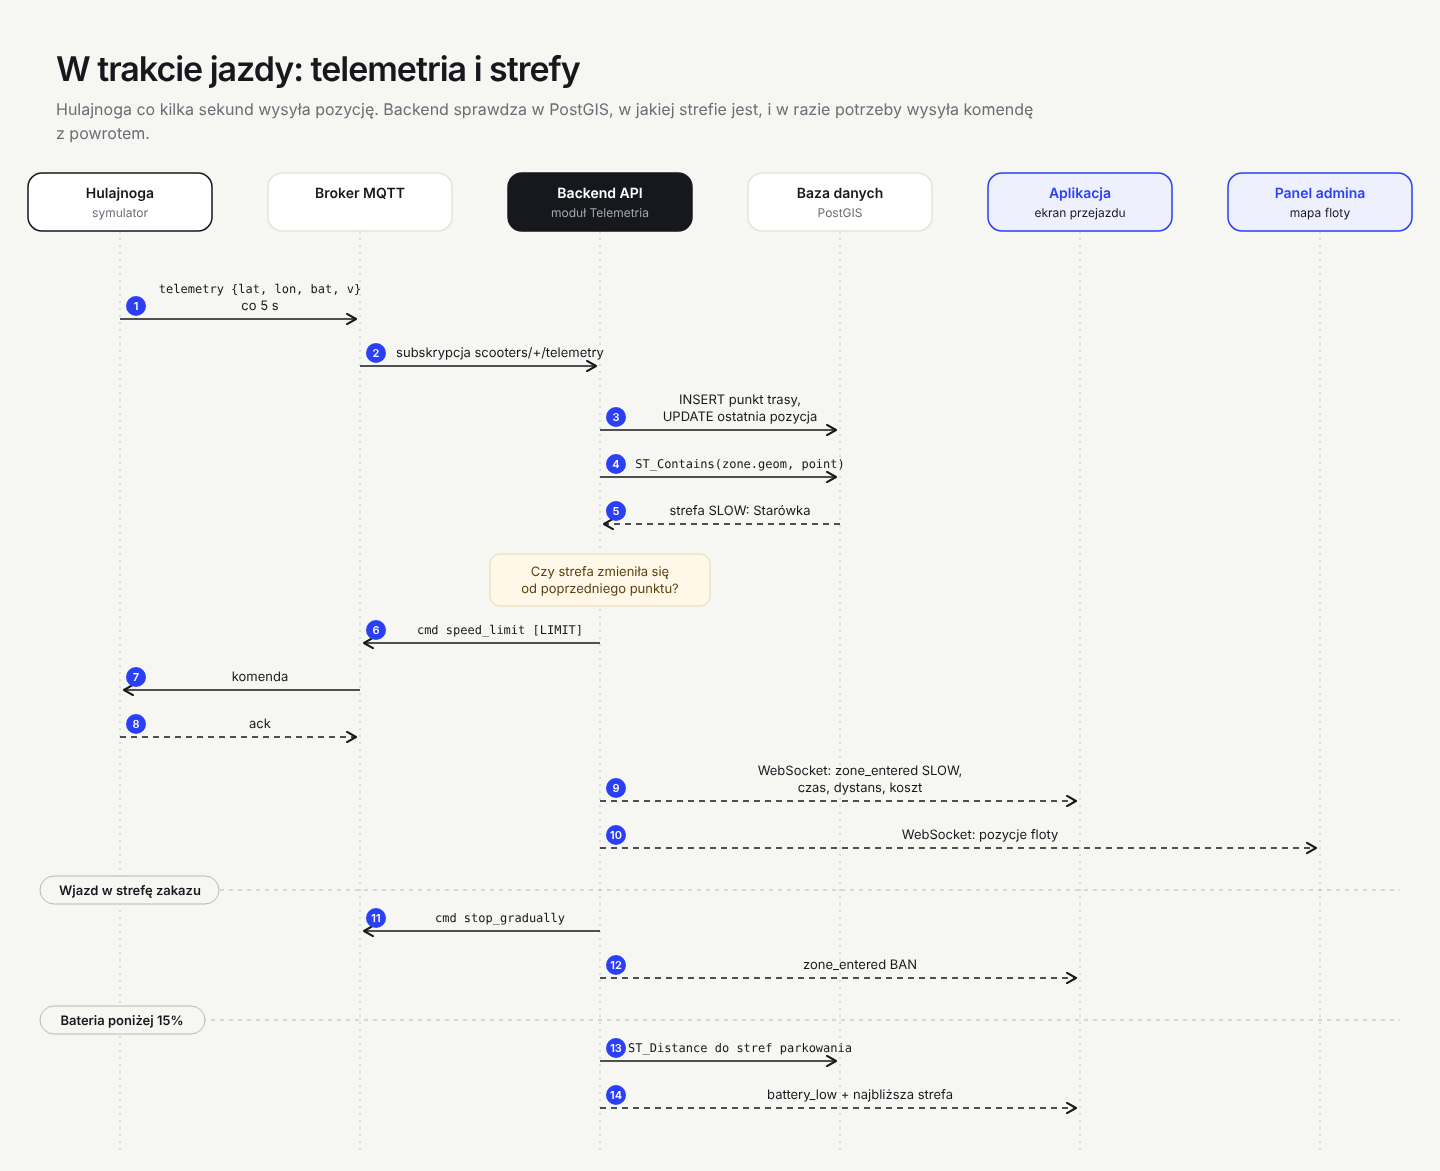 W trakcie jazdy: telemetria i strefy
Hulajnoga co kilka sekund wysyła pozycję. Backend sprawdza w PostGIS, w jakiej strefie jest, i w razie potrzeby wysyła komendę
z powrotem.
Hulajnoga
symulator
Broker MQTT
Backend API
moduł Telemetria
Baza danych
PostGIS
Aplikacja
ekran przejazdu
Panel admina
mapa floty
telemetry {lat, lon, bat, v}
1 co 5 s
2 subskrypcja scooters/+/telemetry
INSERT punkt trasy,
3 UPDATE ostatnia pozycja
4 ST_Contains(zone.geom, point)
5 strefa SLOW: Starówka
Czy strefa zmieniła się
od poprzedniego punktu?
6 cmd speed_limit [LIMIT]
7 komenda
8 ack
WebSocket: zone_entered SLOW,
9 czas, dystans, koszt
10 WebSocket: pozycje floty
Wjazd w strefę zakazu
11 cmd stop_gradually
12 zone_entered BAN
Bateria poniżej 15%
13 ST_Distance do stref parkowania
14 battery_low + najbliższa strefa